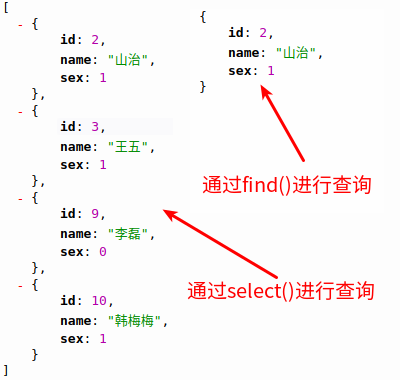 [
- {
id: 2,
name: "山治",
sex: 1
},
- {
id: 3,
name: "王五",
sex: 1
},
- {
id: 9,
name: "李磊",
sex: 0
},
- {
id: 10,
name: "韩梅梅",
sex: 1
}
]
{
id: 2,
name: "山治",
sex: 1
}
通过find()进行查询
通过select()进行查询